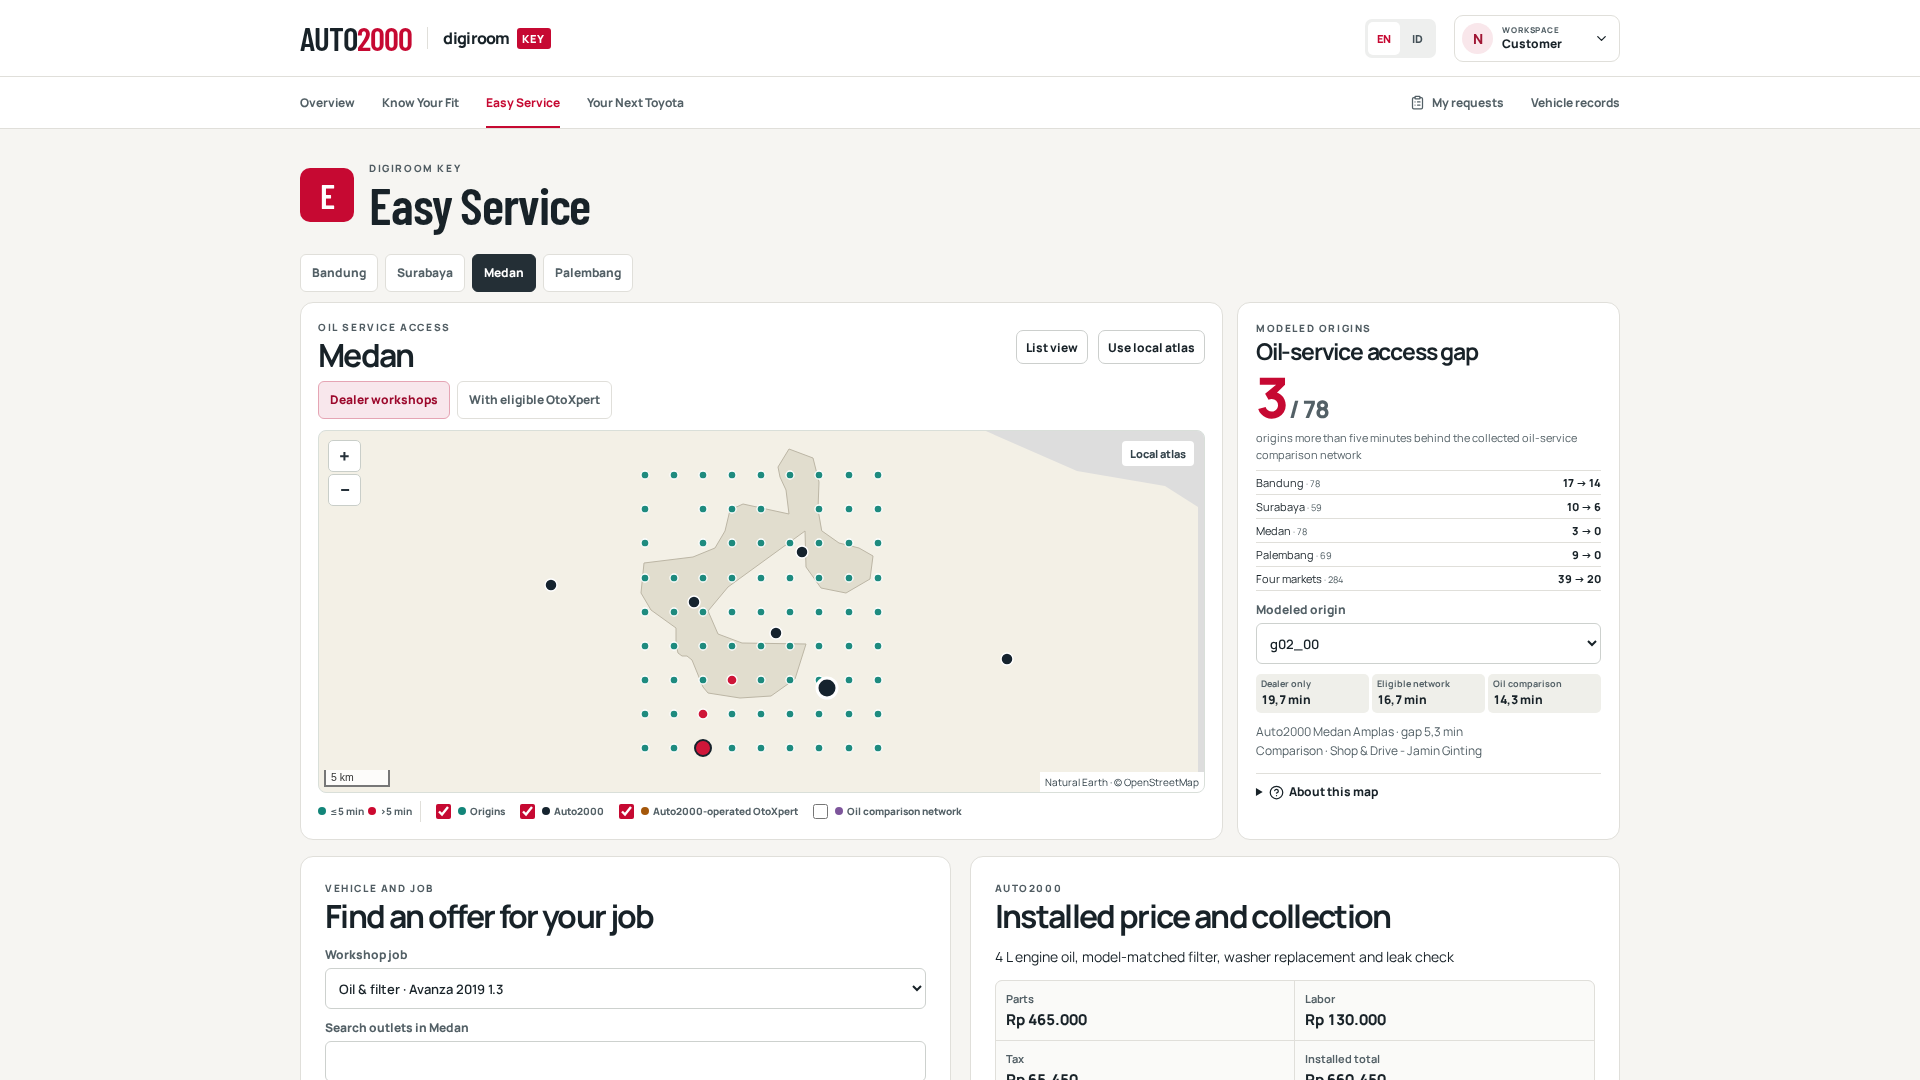 AUTO2000 digiroom KEY
EN ID
N WORKSPACE Customer
Overview Know Your Fit Easy Service Your Next Toyota
My requests Vehicle records
E
DIGIROOM KEY
Easy Service
Bandung Surabaya Medan Palembang
OIL SERVICE ACCESS
Medan
List view Use local atlas
Dealer workshops With eligible OtoXpert
+
−
Local atlas
5 km
Natural Earth · © OpenStreetMap
≤5 min >5 min Origins Auto2000 Auto2000-operated OtoXpert Oil comparison network
MODELED ORIGINS
Oil-service access gap
3 / 78
origins more than five minutes behind the collected oil-service
comparison network
Bandung · 78 17 → 14
Surabaya · 59 10 → 6
Medan · 78 3 → 0
Palembang · 69 9 → 0
Four markets · 284 39 → 20
Modeled origin
g02_00
Dealer only Eligible network Oil comparison
19,7 min 16,7 min 14,3 min
Auto2000 Medan Amplas · gap 5,3 min
Comparison · Shop & Drive - Jamin Ginting
About this map
VEHICLE AND JOB
Find an offer for your job
Workshop job
Oil & filter · Avanza 2019 1.3
Search outlets in Medan
AUTO2000
Installed price and collection
4 L engine oil, model-matched filter, washer replacement and leak check
Parts Labor
Rp 465.000 Rp 130.000
Tax Installed total
Rp 65.450 Rp 660.450